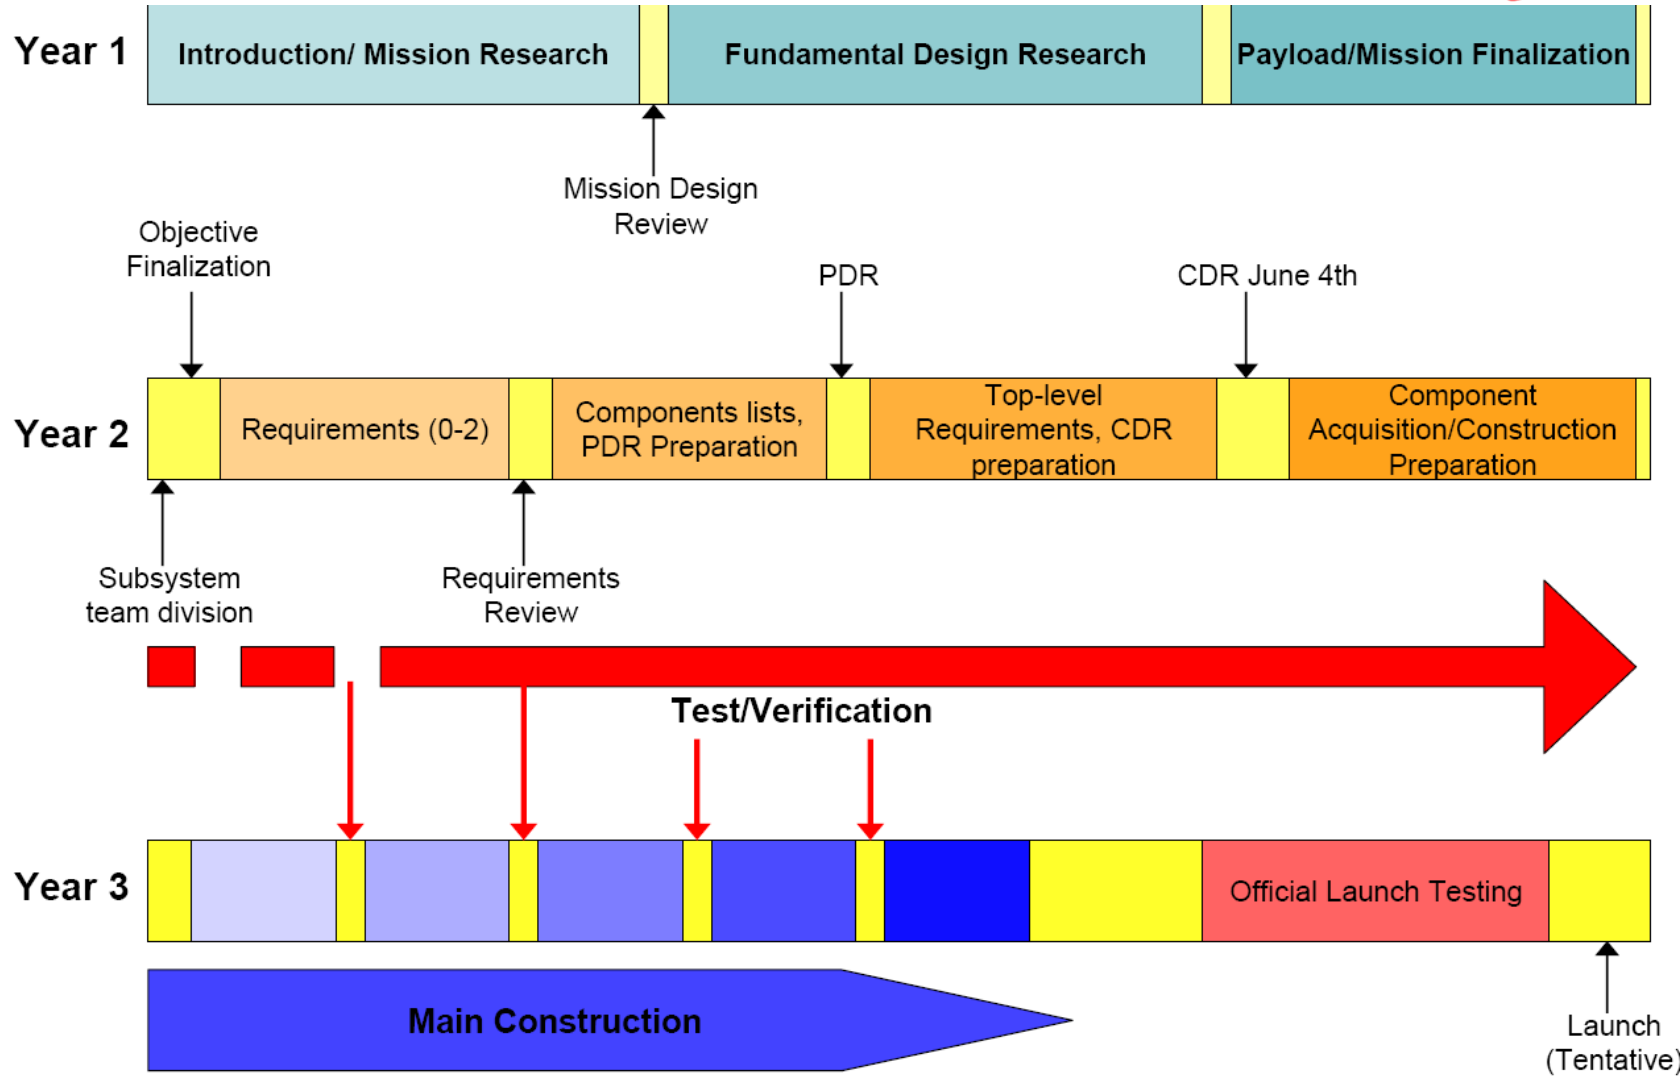 Year 1
Introduction/ Mission Research
Fundamental Design Research
Payload/Mission Finalization
Mission Design
Review
Objective
Finalization
PDR
CDR June 4th
Year 2
Requirements (0-2)
Components lists,
PDR Preparation
Top-level
Requirements, CDR
preparation
Component
Acquisition/Construction
Preparation
Subsystem
team division
Requirements
Review
Test/Verification
Year 3
Official Launch Testing
Main Construction
Launch
(Tentative)